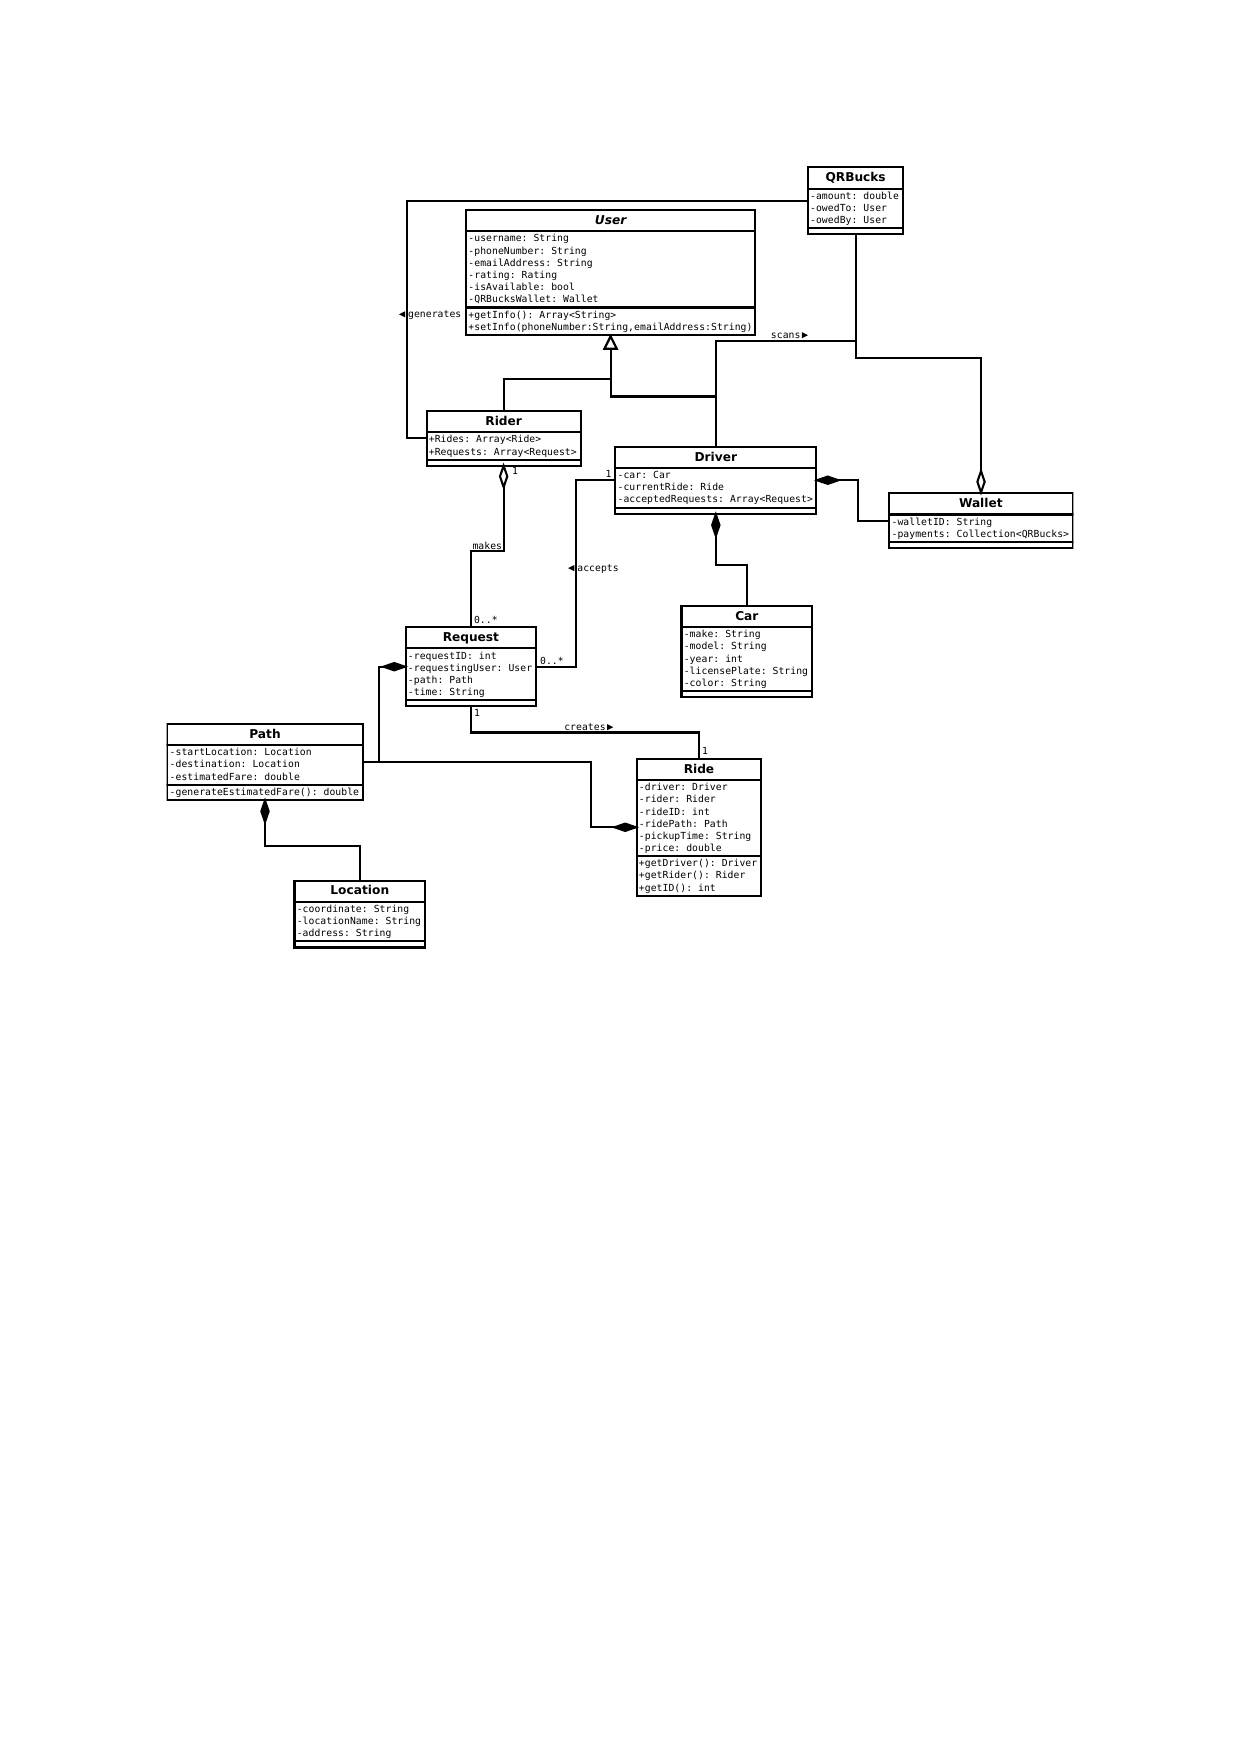 QRBucks
-amount: double
-owedTo: User
-owedBy: User
User
-username: String
-phoneNumber: String
-emailAddress: String
-rating: Rating
-isAvailable: bool
-QRBucksWallet: Wallet
+getInfo(): Array<String>
+setInfo(phoneNumber:String,emailAddress:String)
◄generates
scans►
Rider
+Rides: Array<Ride>
+Requests: Array<Request>
1
Driver
-car: Car
-currentRide: Ride
-acceptedRequests: Array<Request>
1
Wallet
-walletID: String
-payments: Collection<QRBucks>
makes
◄accepts
0..*
Car
-make: String
-model: String
-year: int
-licensePlate: String
-color: String
Request
-requestID: int
-requestingUser: User
-path: Path
-time: String
0..*
1
creates►
1
Path
-startLocation: Location
-destination: Location
-estimatedFare: double
-generateEstimatedFare(): double
Ride
-driver: Driver
-rider: Rider
-rideID: int
-ridePath: Path
-pickupTime: String
-price: double
+getDriver(): Driver
+getRider(): Rider
+getID(): int
Location
-coordinate: String
-locationName: String
-address: String